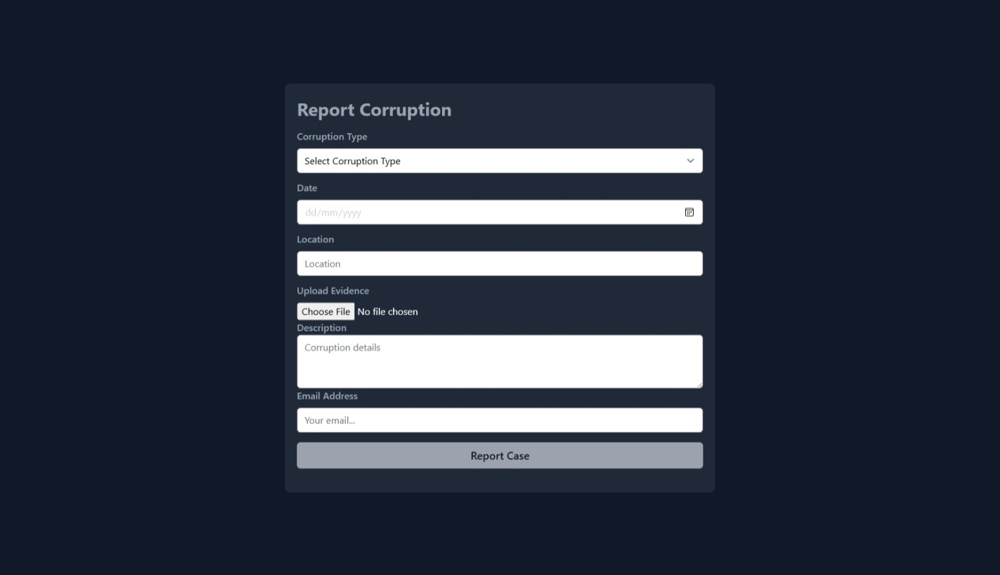 Report Corruption
Corruption Type
Select Corruption Type
Date
dd/mm/yyyy
Location
Location
Upload Evidence
Choose File No file chosen
Description
Corruption details
Email Address
Your email...
Report Case